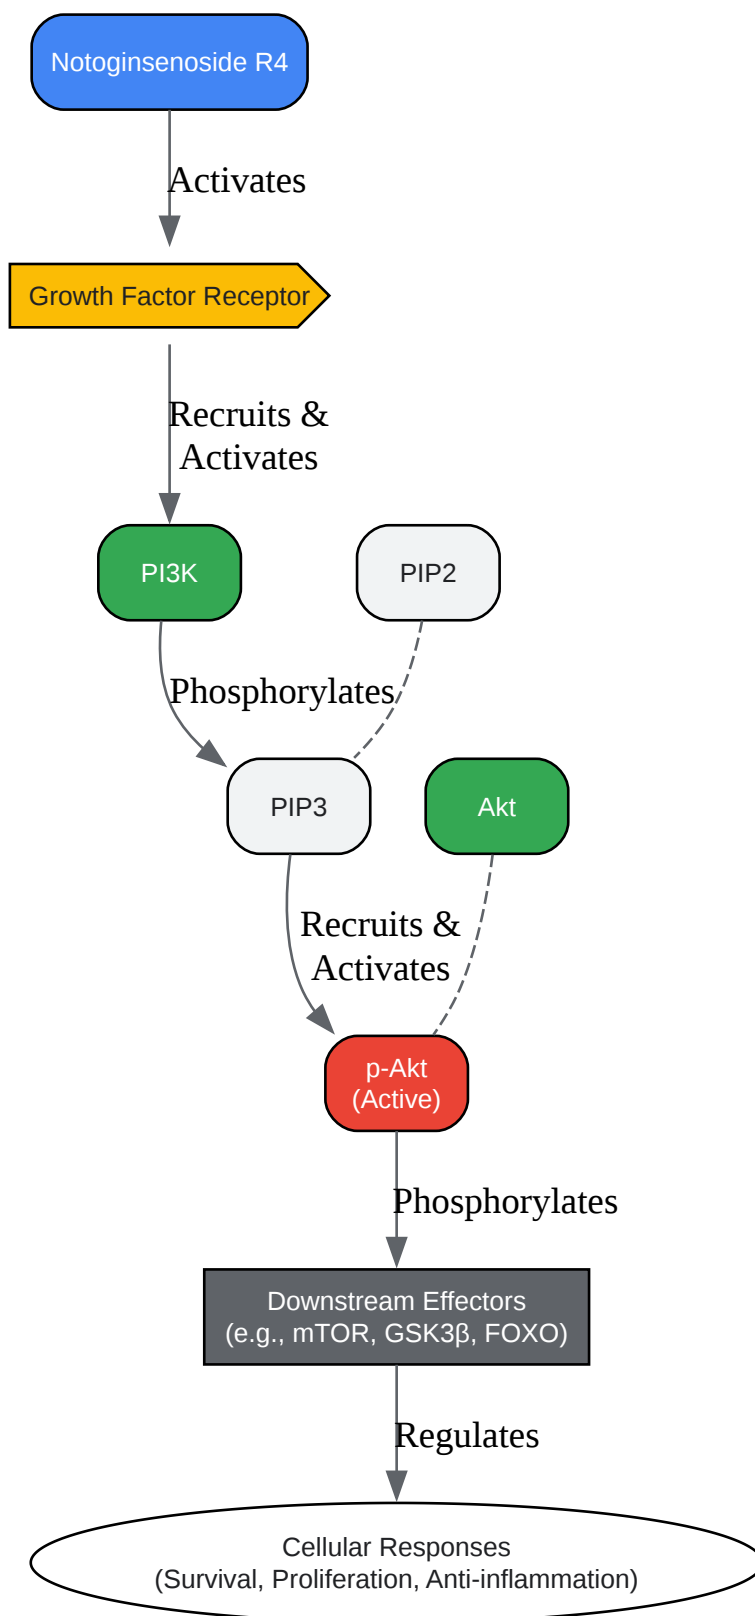 Notoginsenoside R4
Activates
Growth Factor Receptor
Recruits &
Activates
PI3K
PIP2
Phosphorylates
PIP3
Akt
Recruits &
Activates
p-Akt
(Active)
Phosphorylates
Downstream Effectors
(e.g., mTOR, GSK3β, FOXO)
Regulates
Cellular Responses
(Survival, Proliferation, Anti-inflammation)